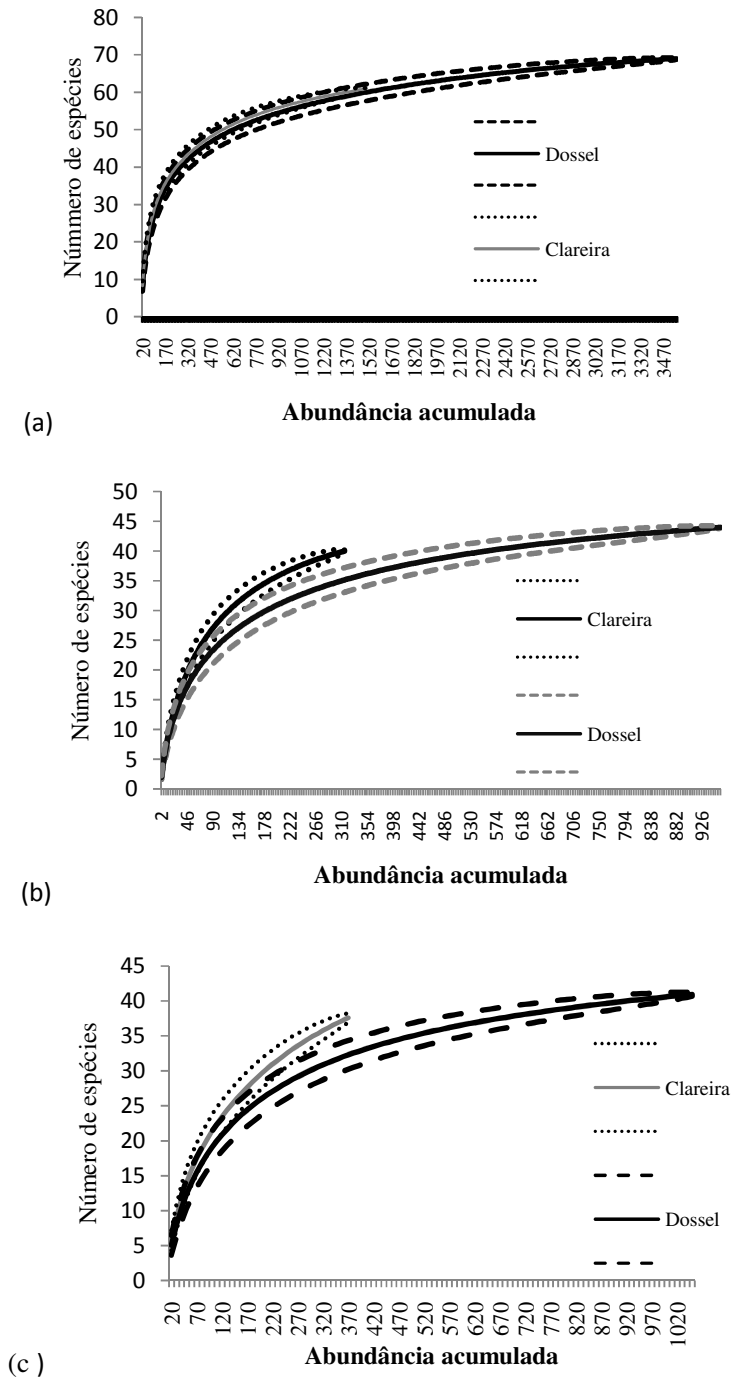 80
70
60
50
40
30
20
10
0
Númmero de espécies
Dossel
Clareira
20 170 320 470 620 770 920 1070 1220 1370 1520 1670 1820 1970 2120 2270 2420 2570 2720 2870 3020 3170 3320 3470
Abundância acumulada
(a)
50
45
40
35
30
25
20
15
10
5
0
Número de espécies
Clareira
Dossel
2 46 90 134 178 222 266 310 354 398 442 486 530 574 618 662 706 750 794 838 882 926
Abundância acumulada
(b)
45
40
35
30
25
20
15
10
5
0
Número de espécies
Clareira
Dossel
20 70 120 170 220 270 320 370 420 470 520 570 620 670 720 770 820 870 920 970 1020
Abundância acumulada
(c )